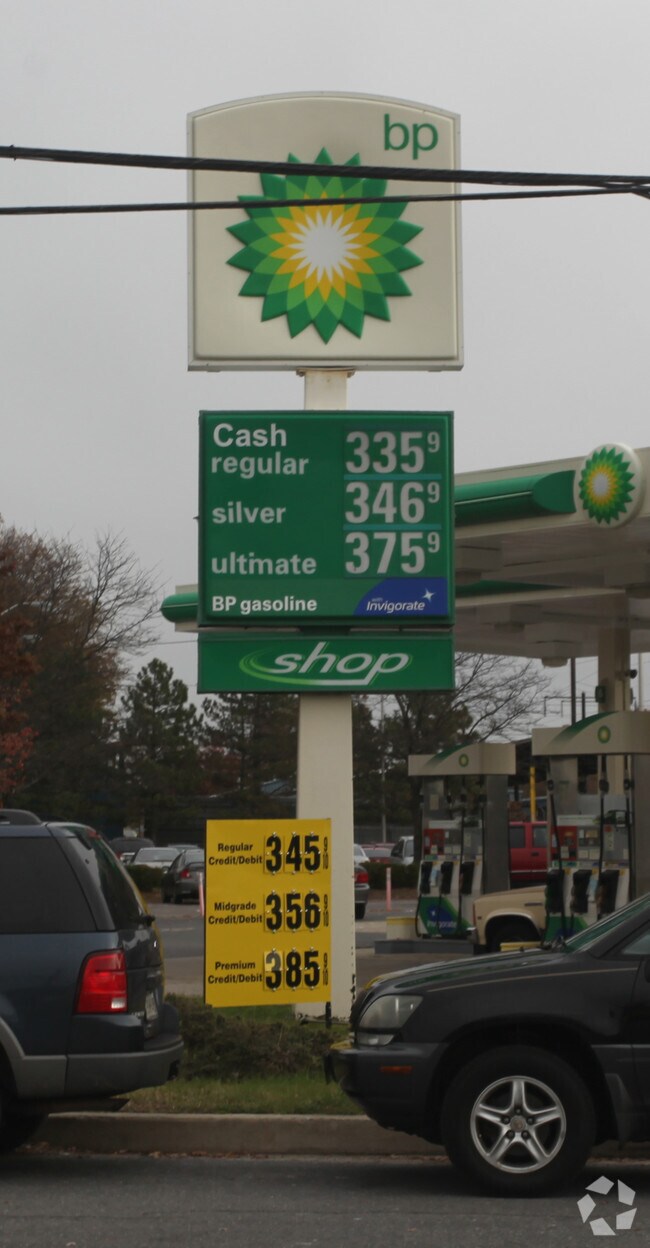 bp
Cash
regular 335 9
silver 346 9
ultimate 375 9
BP gasoline
Invigorate
shop
Regular
Credit/Debit 345 9
Midgrade
Credit/Debit 356 9
Premium
Credit/Debit 385 9